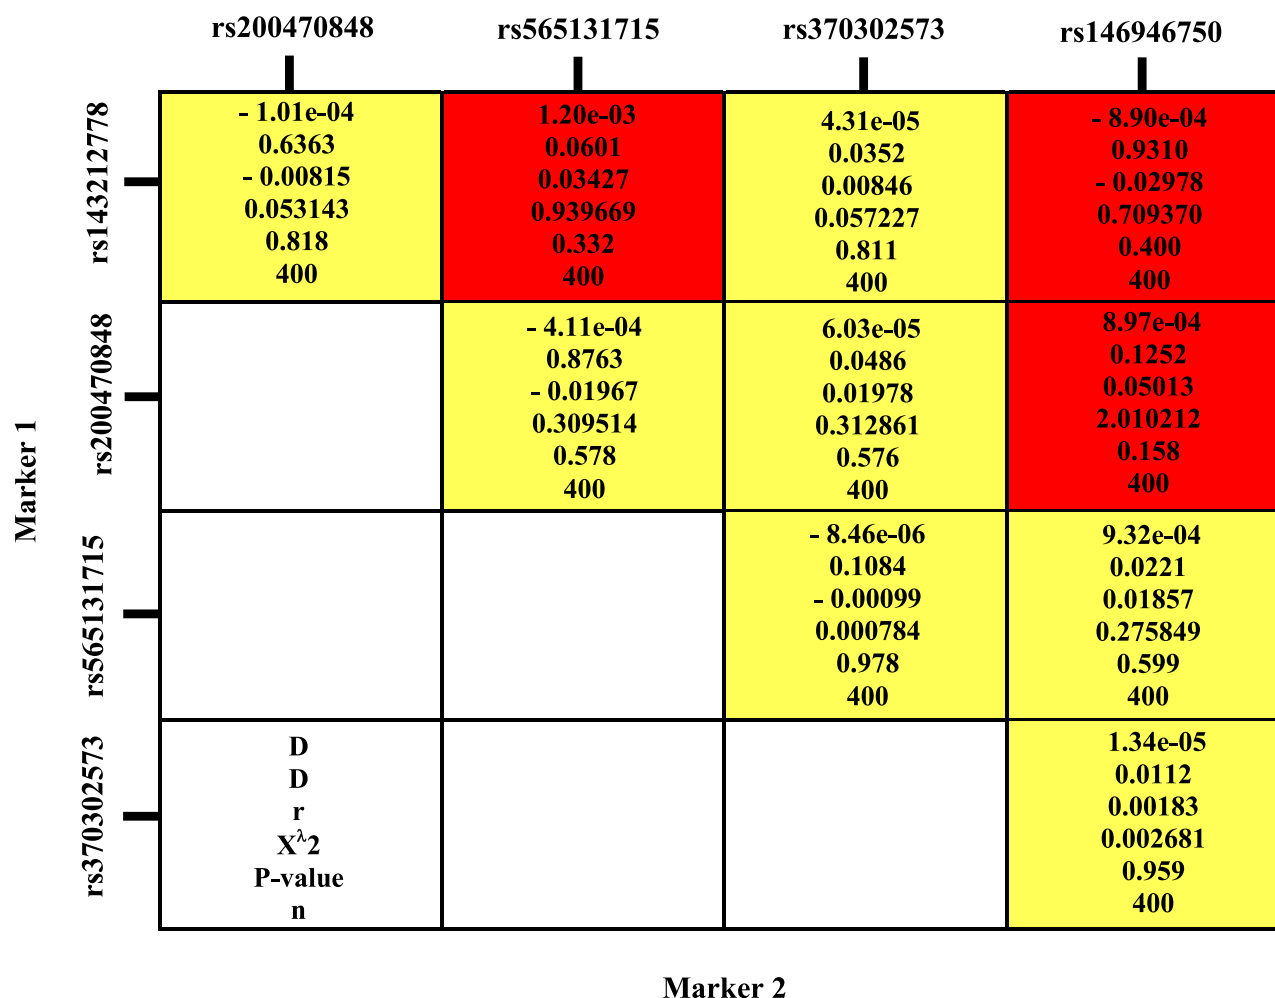 rs200470848
rs565131715
rs370302573
rs146946750
rs143212778
- 1.01e-04
0.6363
- 0.00815
0.053143
0.818
400
1.20e-03
0.0601
0.03427
0.939669
0.332
400
4.31e-05
0.0352
0.00846
0.057227
0.811
400
- 8.90e-04
0.9310
- 0.02978
0.709370
0.400
400
rs200470848
- 4.11e-04
0.8763
- 0.01967
0.309514
0.578
400
6.03e-05
0.0486
0.01978
0.312861
0.576
400
8.97e-04
0.1252
0.05013
2.010212
0.158
400
Marker 1
rs565131715
- 8.46e-06
0.1084
- 0.00099
0.000784
0.978
400
9.32e-04
0.0221
0.01857
0.275849
0.599
400
rs370302573
D
D
r
X^λ2
P-value
n
1.34e-05
0.0112
0.00183
0.002681
0.959
400
Marker 2